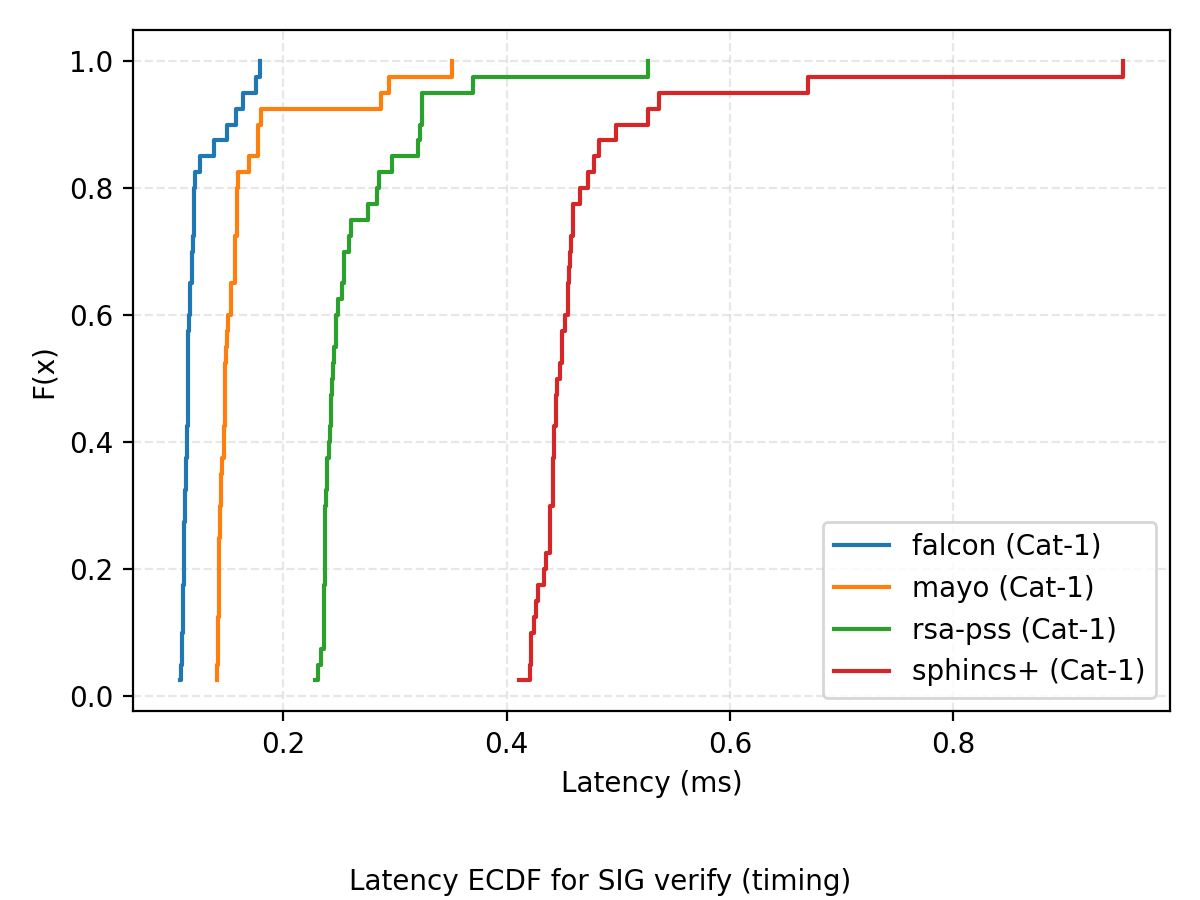 1.0
0.8
0.6
0.4
0.2
0.0
F(x)
falcon (Cat-1)
mayo (Cat-1)
rsa-pss (Cat-1)
sphincs+ (Cat-1)
0.2 0.4 0.6 0.8
Latency (ms)
Latency ECDF for SIG verify (timing)